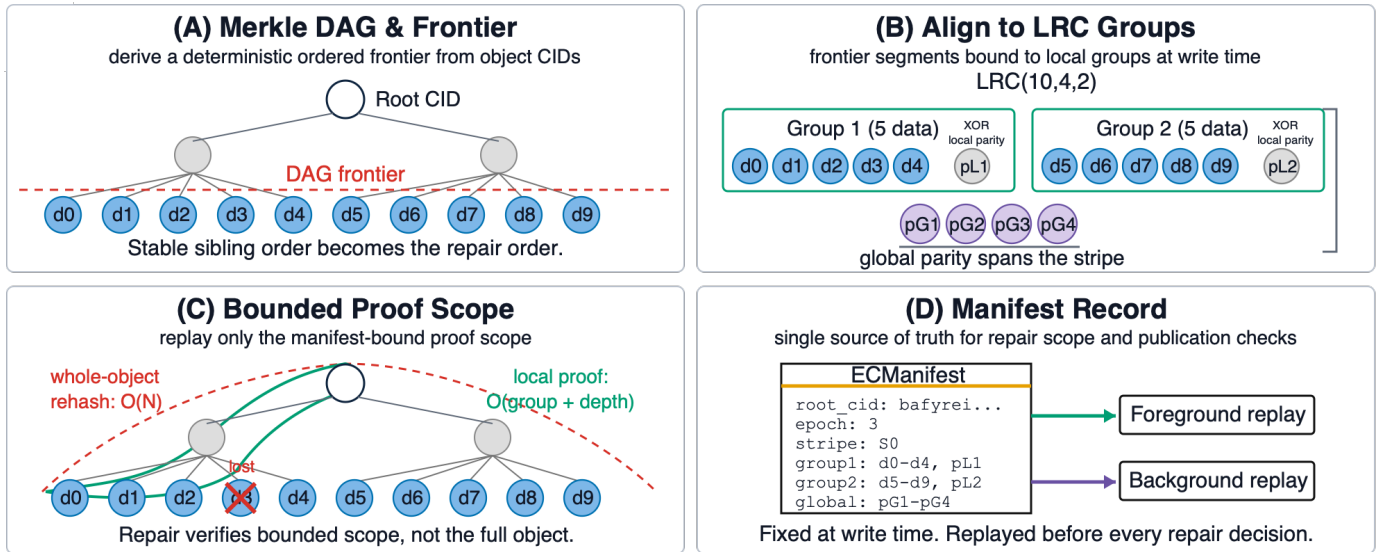 (A) Merkle DAG & Frontier
derive a deterministic ordered frontier from object CIDs
Root CID
DAG frontier
d0 d1 d2 d3 d4 d5 d6 d7 d8 d9
Stable sibling order becomes the repair order.
(B) Align to LRC Groups
frontier segments bound to local groups at write time
LRC(10,4,2)
Group 1 (5 data)
XOR
local parity
d0 d1 d2 d3 d4 pL1
Group 2 (5 data)
XOR
local parity
d5 d6 d7 d8 d9 pL2
pG1 pG2 pG3 pG4
global parity spans the stripe
(C) Bounded Proof Scope
replay only the manifest-bound proof scope
whole-object
rehash: O(N)
local proof:
O(group + depth)
lost
d0 d1 d2 d3 d4 d5 d6 d7 d8 d9
Repair verifies bounded scope, not the full object.
(D) Manifest Record
single source of truth for repair scope and publication checks
ECManifest
root_cid: bafyrei...
epoch: 3
stripe: S0
group1: d0-d4, pL1
group2: d5-d9, pL2
global: pG1-pG4
Foreground replay
Background replay
Fixed at write time. Replayed before every repair decision.